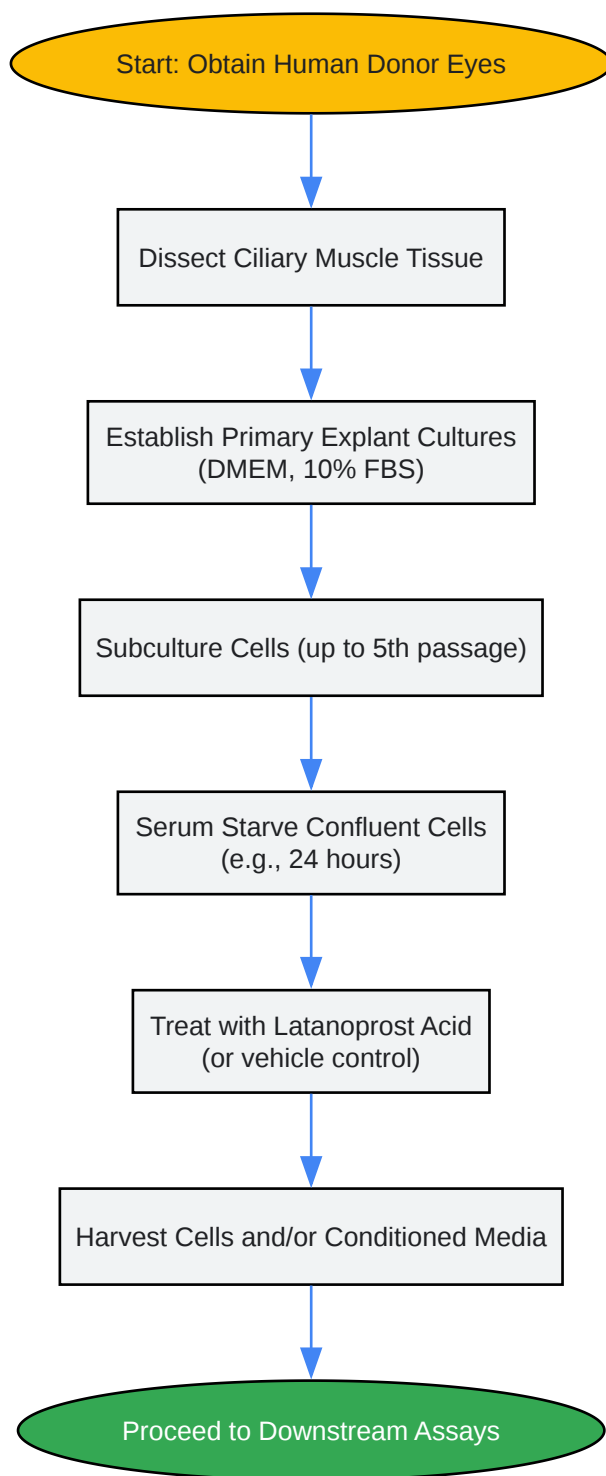 Start: Obtain Human Donor Eyes
Dissect Ciliary Muscle Tissue
Establish Primary Explant Cultures
(DMEM, 10% FBS)
Subculture Cells (up to 5th passage)
Serum Starve Confluent Cells
(e.g., 24 hours)
Treat with Latanoprost Acid
(or vehicle control)
Harvest Cells and/or Conditioned Media
Proceed to Downstream Assays